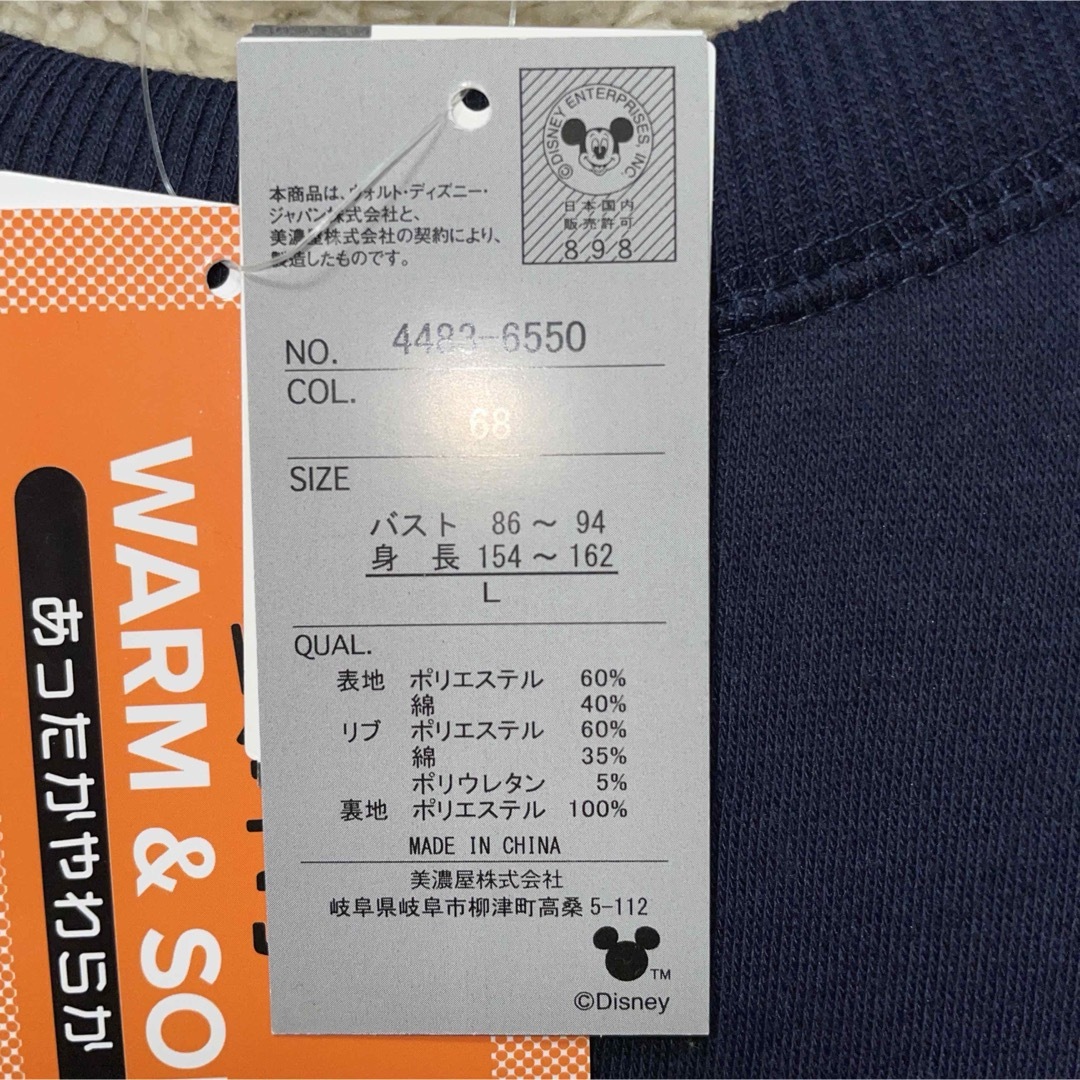 本商品は、ウォルト・ディズニー・
ジャパン株式会社と、
美濃屋株式会社の契約により、
製造したものです。
©DISNEY ENTERPRISES, INC.
日本国内
販売許可
898
NO. 4483-6550
COL. 68
SIZE
バスト 86～94
身 長 154～162
L
QUAL.
表地 ポリエステル 60%
綿 40%
リブ ポリエステル 60%
綿 35%
ポリウレタン 5%
裏地 ポリエステル 100%
MADE IN CHINA
美濃屋株式会社
岐阜県岐阜市柳津町高桑5-112
TM
©Disney
WARM & SO
あったかやわらか